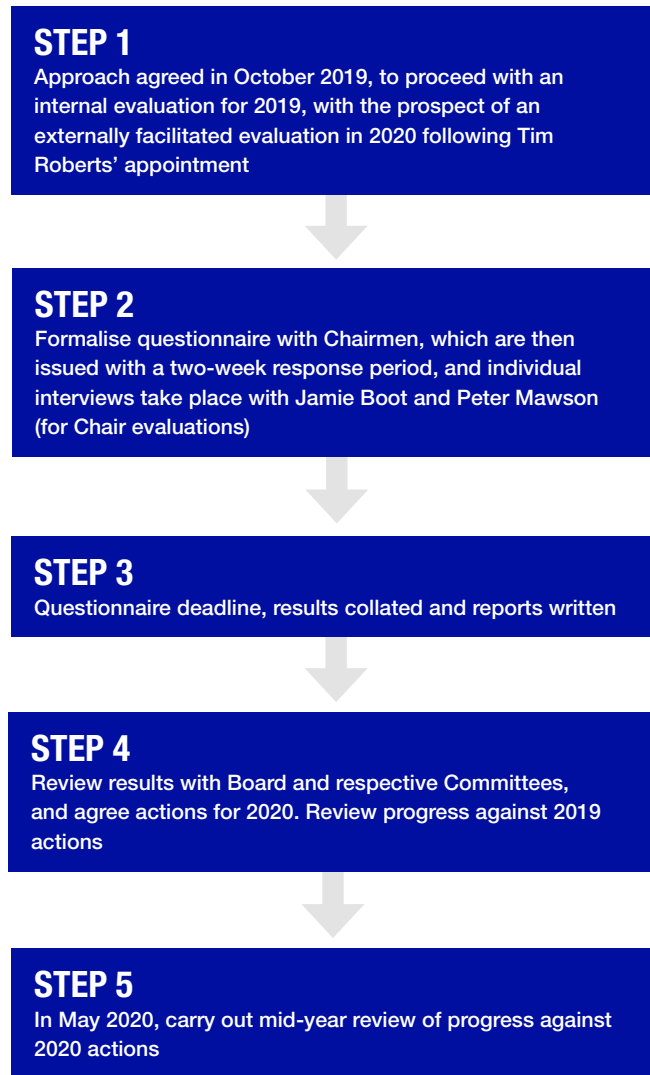 STEP 1
Approach agreed in October 2019, to proceed with an
internal evaluation for 2019, with the prospect of an
externally facilitated evaluation in 2020 following Tim
Roberts’ appointment
STEP 2
Formalise questionnaire with Chairmen, which are then
issued with a two-week response period, and individual
interviews take place with Jamie Boot and Peter Mawson
(for Chair evaluations)
STEP 3
Questionnaire deadline, results collated and reports written
STEP 4
Review results with Board and respective Committees,
and agree actions for 2020. Review progress against 2019
actions
STEP 5
In May 2020, carry out mid-year review of progress against
2020 actions